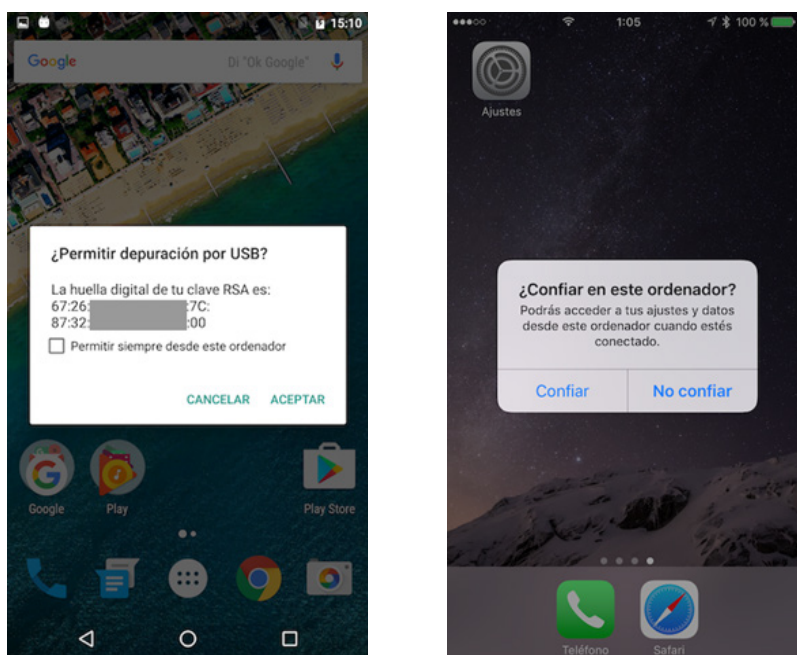 15:10
Google
Di "Ok Google"
¿Permitir depuración por USB?
La huella digital de tu clave RSA es:
67:26: :7C:
87:32: :00
Permitir siempre desde este ordenador
CANCELAR ACEPTAR
Google Play Play Store
1:05 100 %
Ajustes
¿Confiar en este ordenador?
Podrás acceder a tus ajustes y datos
desde este ordenador cuando estés
conectado.
Confiar No confiar
Teléfono Safari